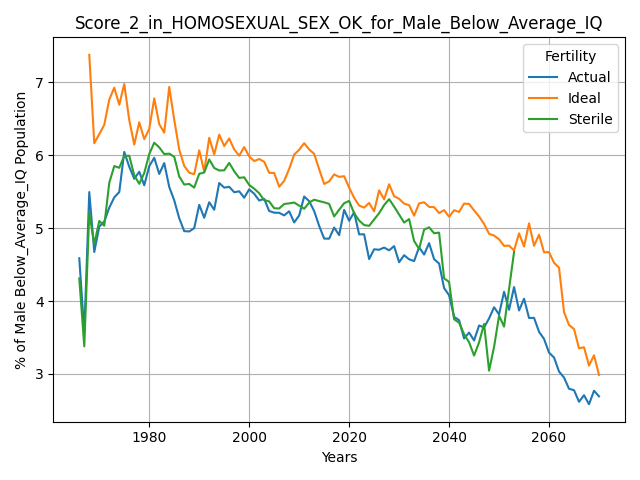 Score_2_in_HOMOSEXUAL_SEX_OK_for_Male_Below_Average_IQ
Fertility
Actual
Ideal
Sterile
% of Male Below_Average_IQ Population
7
6
5
4
3
1980
2000
2020
2040
2060
Years